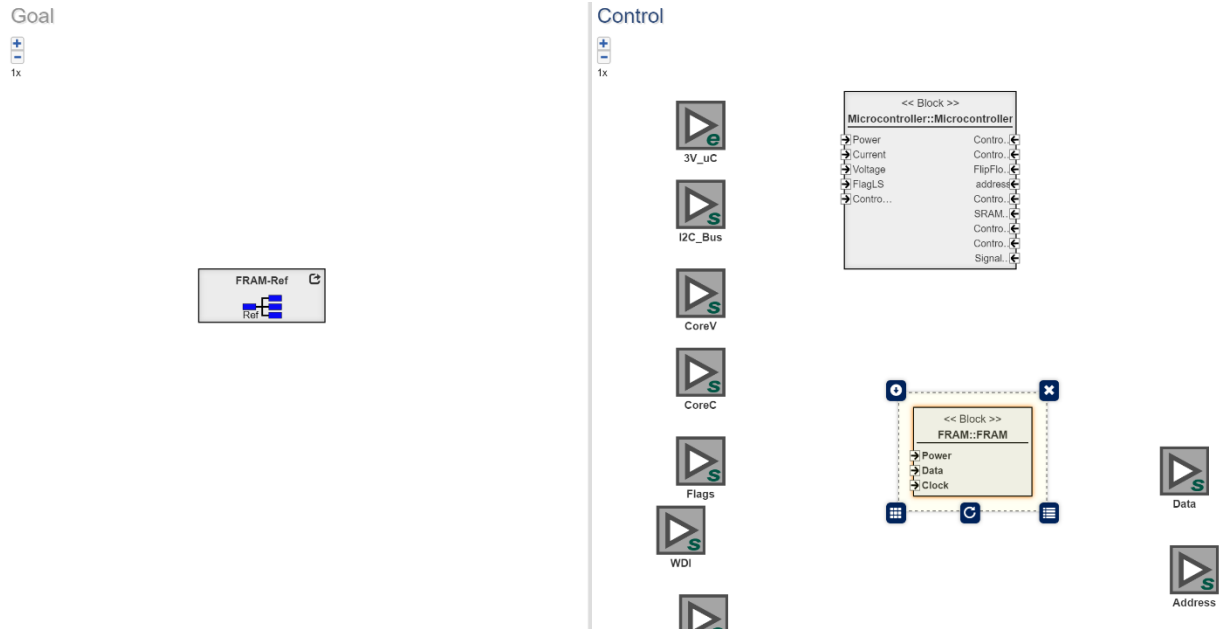 Goal
+
-
1x
FRAM-Ref
Ref
Control
+
-
1x
e
3V_uC
s
I2C_Bus
s
CoreV
s
CoreC
s
Flags
s
WDI
<< Block >>
Microcontroller::Microcontroller
Power Contro..
Current Contro..
Voltage FlipFlo..
FlagLS address
Contro... Contro..
SRAM..
Contro..
Contro..
Signal..
<< Block >>
FRAM::FRAM
Power
Data
Clock
s
Data
s
Address